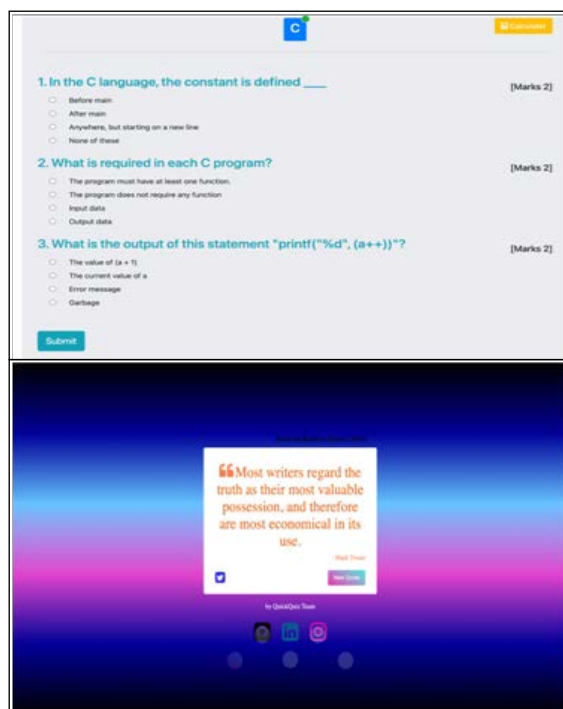 C
Calculator
1. In the C language, the constant is defined ____
[Marks 2]
Before main
After main
Anywhere, but starting on a new line
None of these
2. What is required in each C program?
[Marks 2]
The program must have at least one function.
The program does not require any function
Input data
Output data
3. What is the output of this statement "printf("%d", (a++))"?
[Marks 2]
The value of (a + 1)
The current value of a
Error message
Garbage
Submit
❝Most writers regard the
truth as their most valuable
possession, and therefore
are most economical in its
use.
Mark Twain
New Quote
by QuickQuiz Team
in